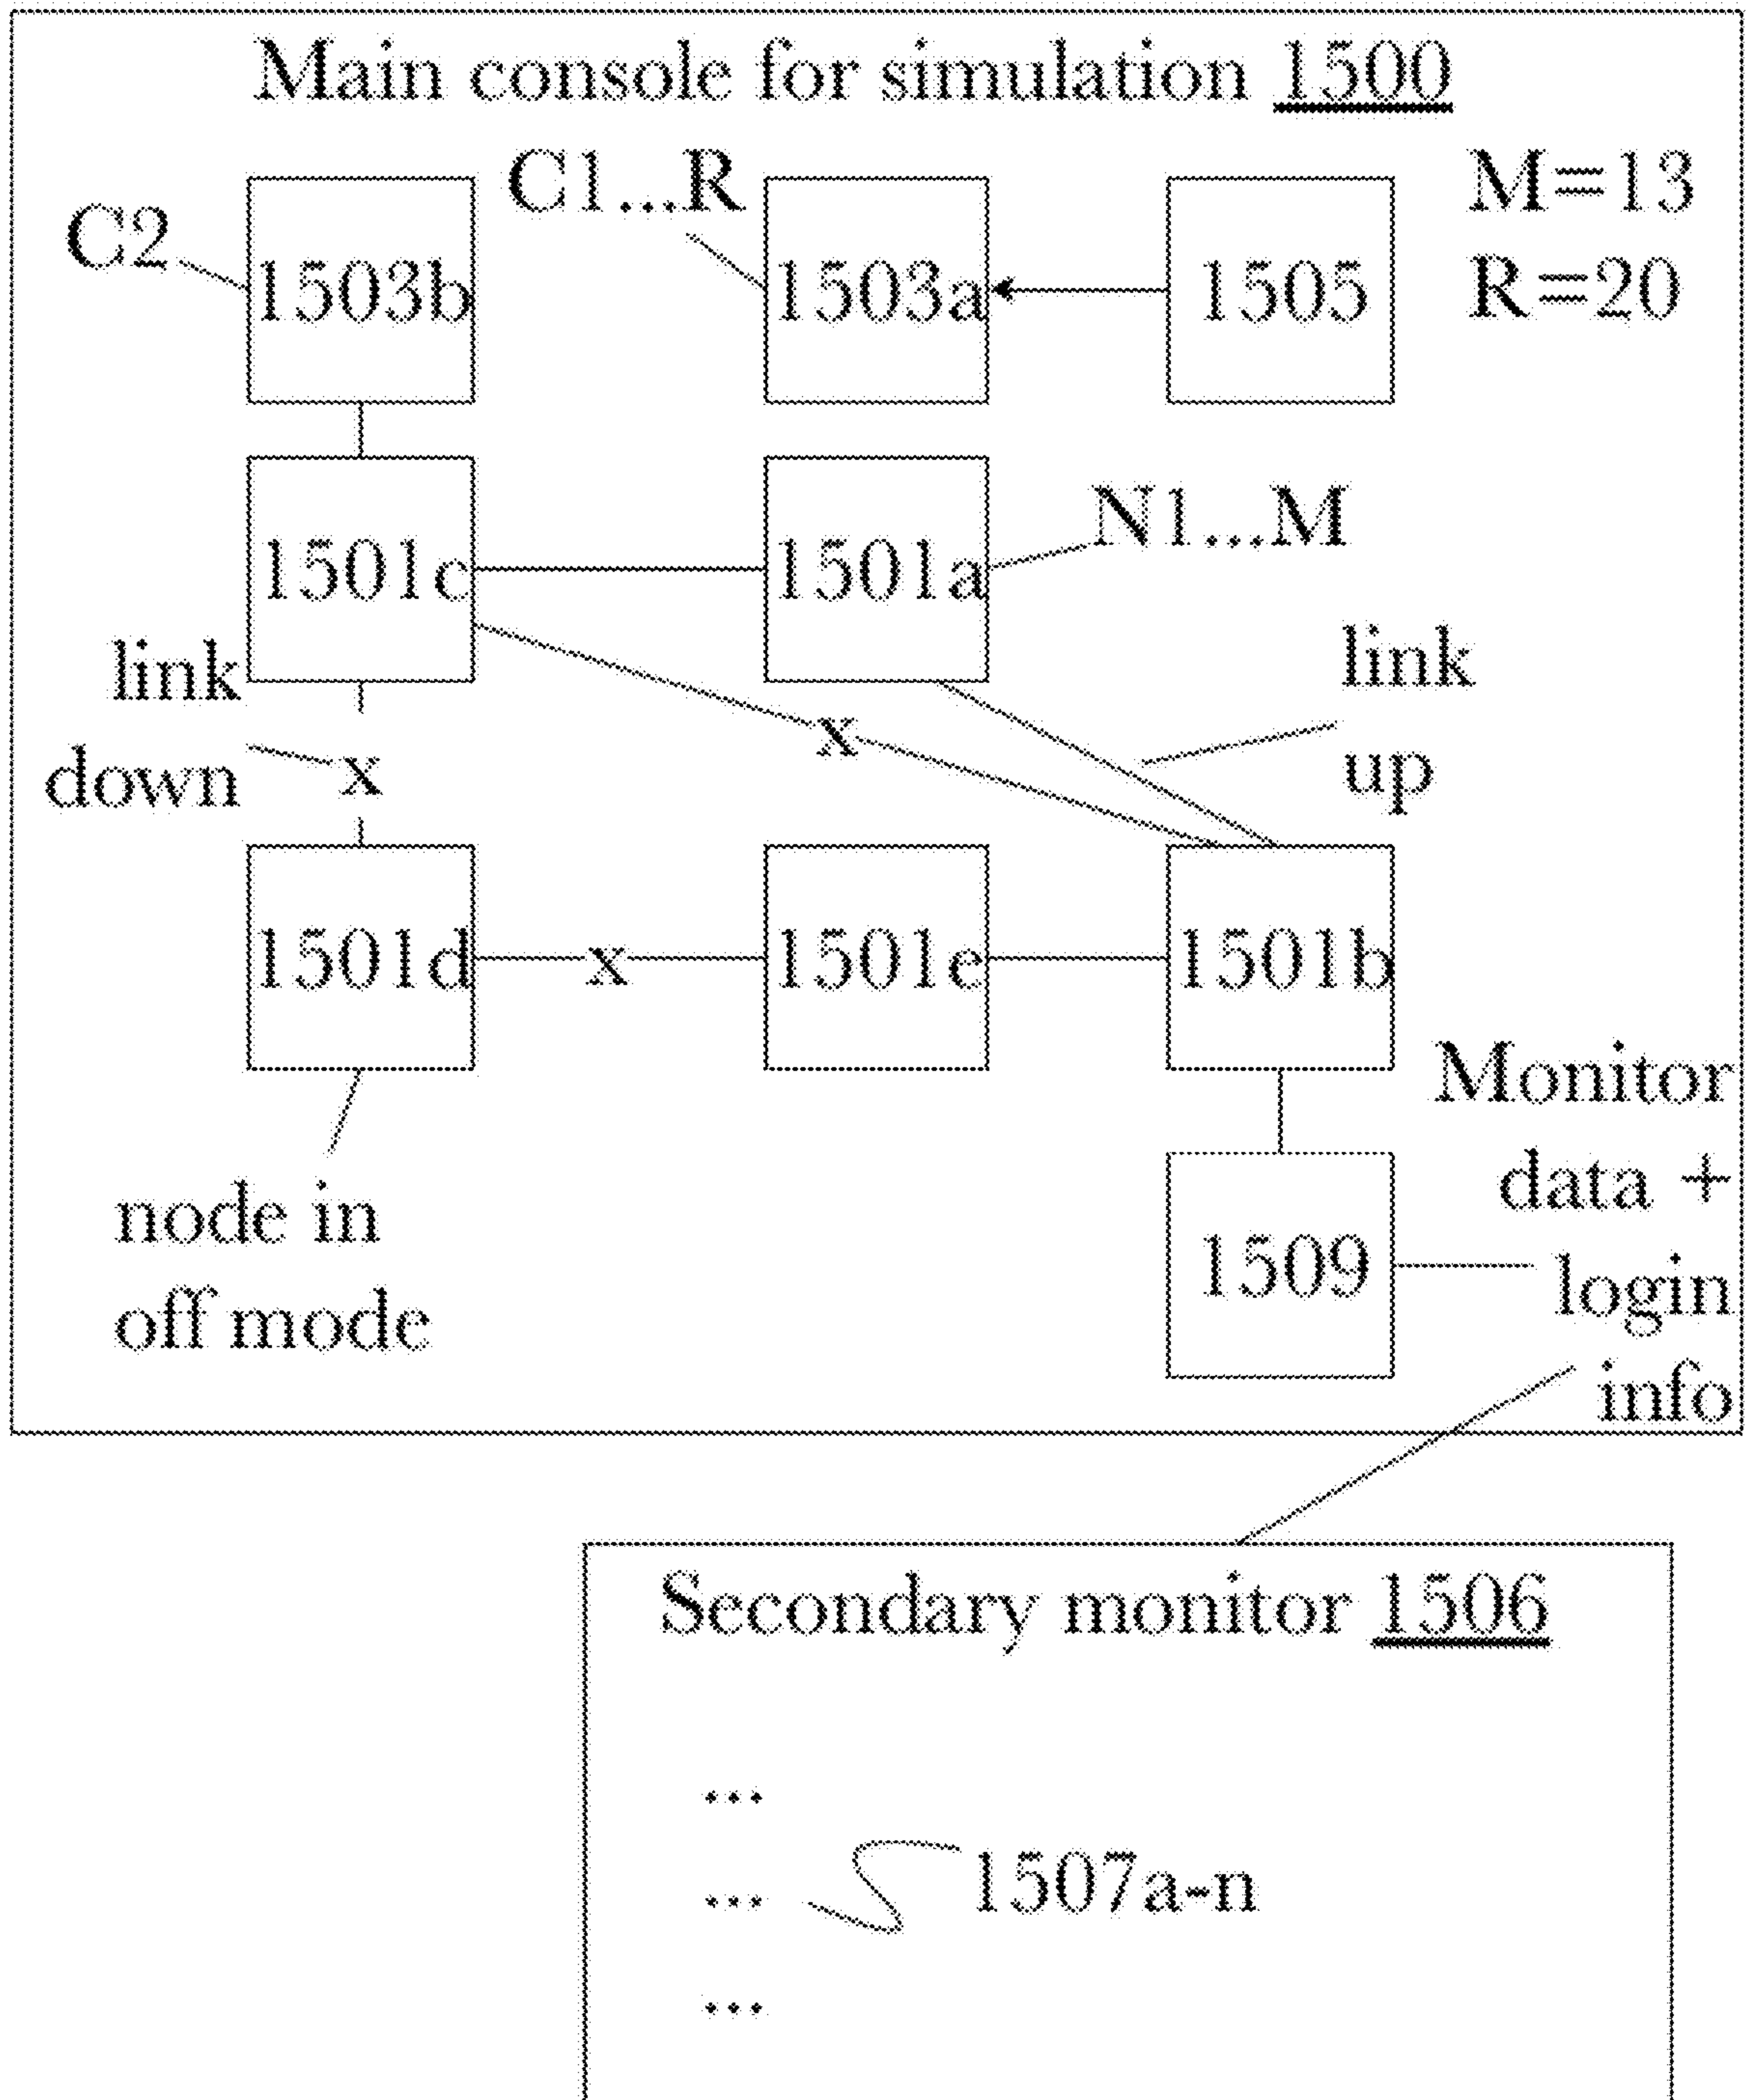 Main console for simulation 1500
C1...R
M=13
C2
1503b
1503a
1505
R=20
N1...M
1501c
1501a
link
down
x
x
link
up
1501d
x
1501e
1501b
Monitor
data +
login
info
node in
off mode
1509
Secondary monitor 1506
...
... 1507a-n
...